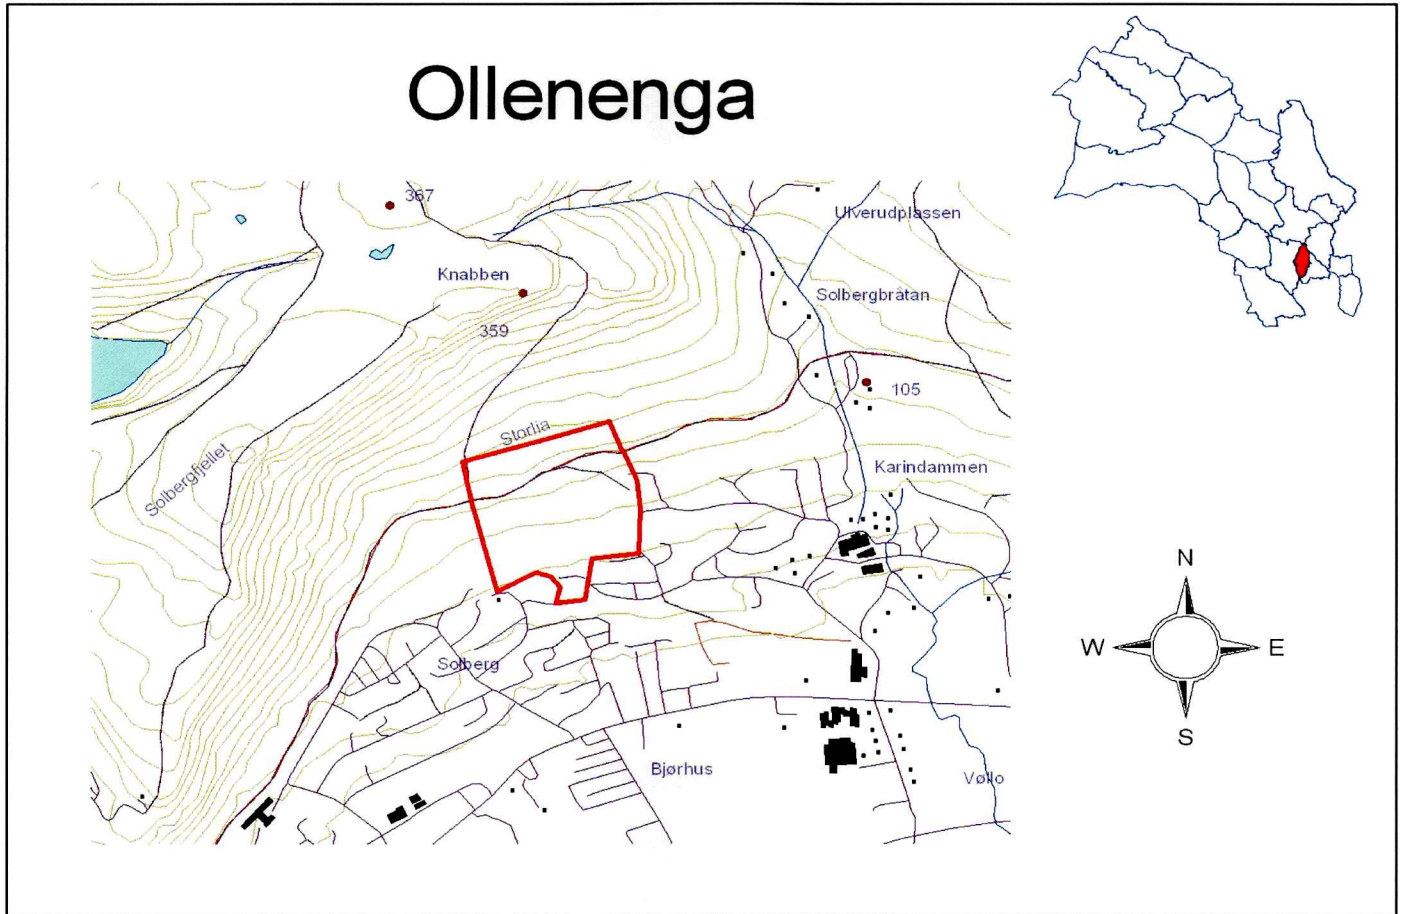 Ollenenga
367
Ulverudplassen
Knabben
Solbergbråtan
359
105
Storlia
Solbergfjellet
Karindammen
N
W E
S
Solberg
Bjørhus
Vøllo